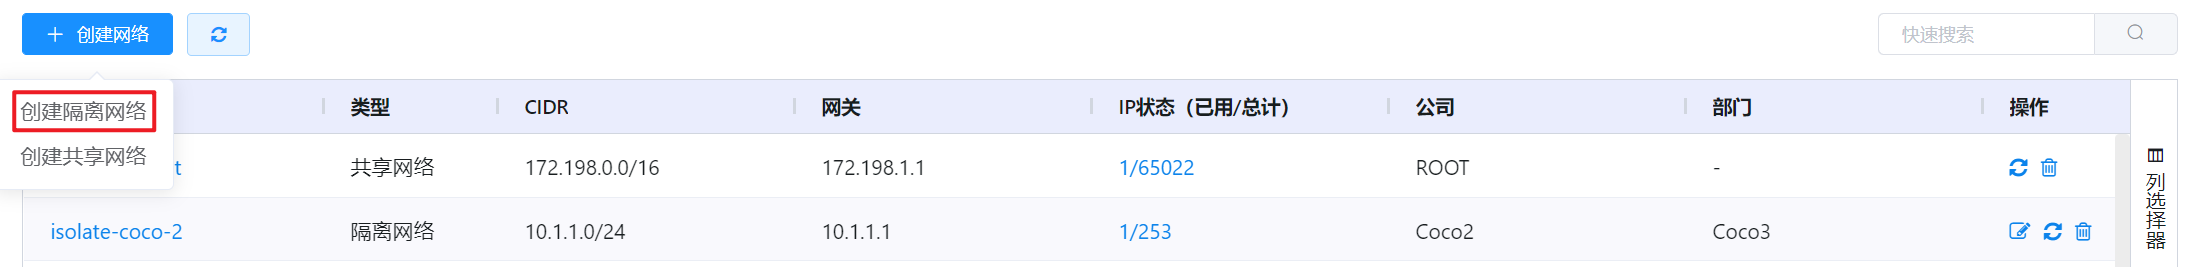 + 创建网络
快速搜索
创建隔离网络
创建共享网络
类型 CIDR 网关 IP状态（已用/总计） 公司 部门 操作
t 共享网络 172.198.0.0/16 172.198.1.1 1/65022 ROOT -
isolate-coco-2 隔离网络 10.1.1.0/24 10.1.1.1 1/253 Coco2 Coco3
列选择器